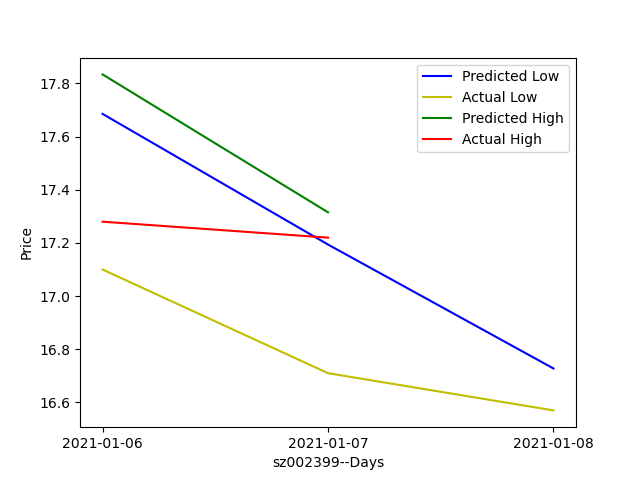 Predicted Low
Actual Low
Predicted High
Actual High
17.8
17.6
17.4
17.2
17.0
16.8
16.6
Price
2021-01-06 2021-01-07 2021-01-08
sz002399--Days